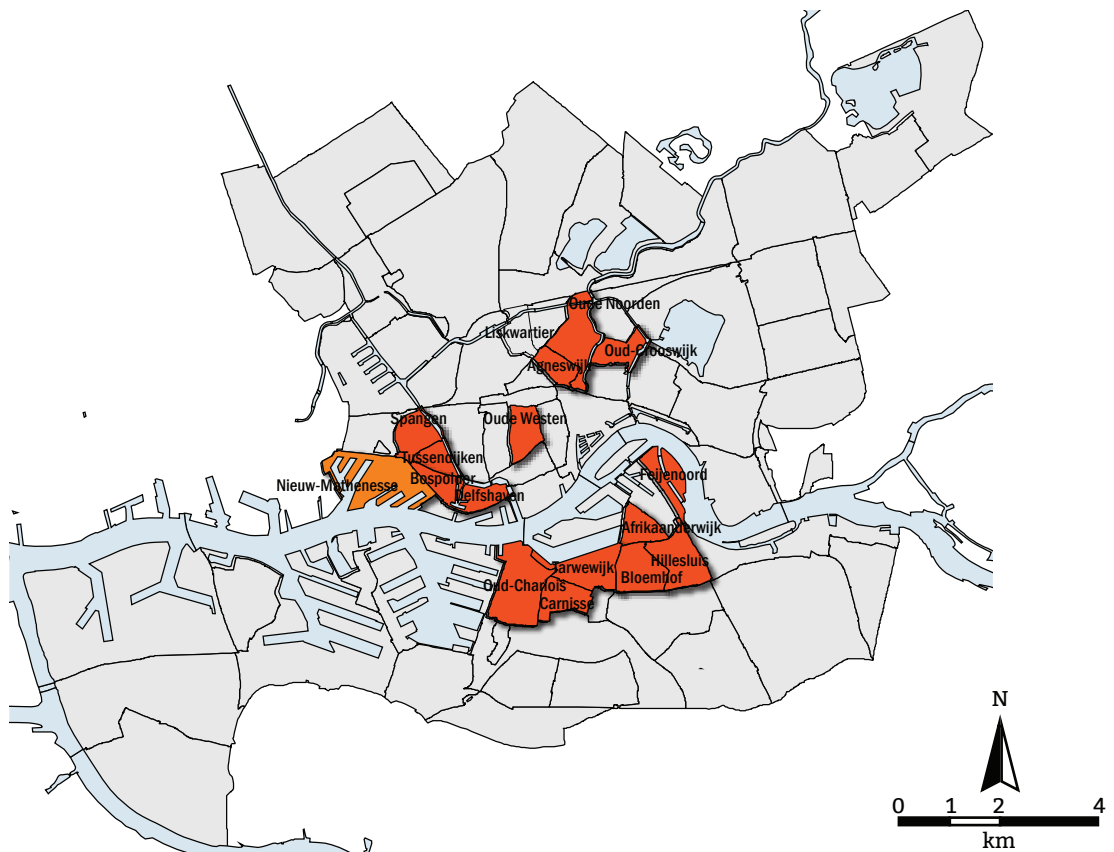 Oude Noorden
Liskwartier
Oud-Crooswijk
Agneswijk
Spangen
Oude Westen
Tussendijken
Feijenoord
Bospolder
Nieuw-Mathenesse
Delfshaven
Afrikaanderwijk
Hillesluis
Tarwewijk
Bloemhof
Oud-Charlois
Carnisse
N
0 1 2 4
km